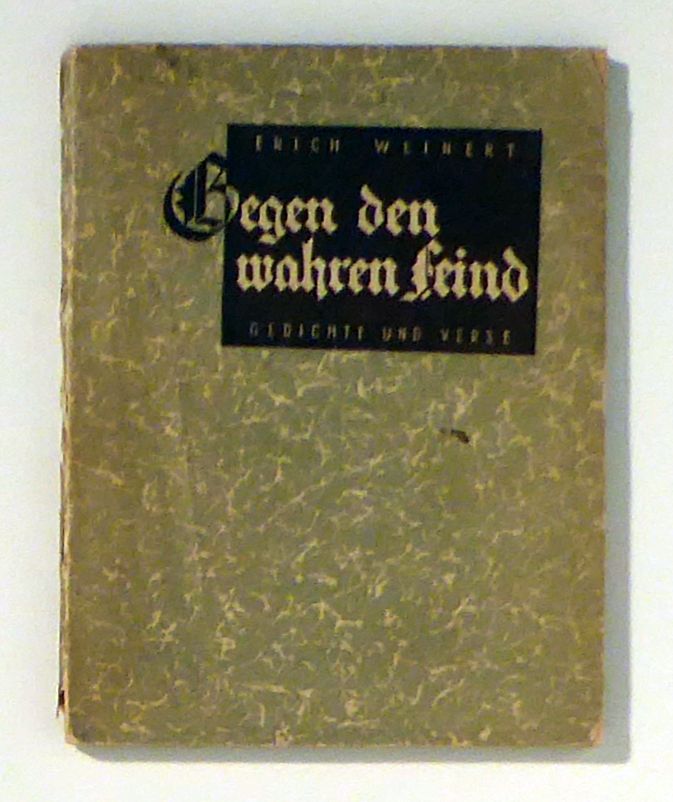 ERICH WEINERT
Gegen den
wahren Feind
GEDICHTE UND VERSE